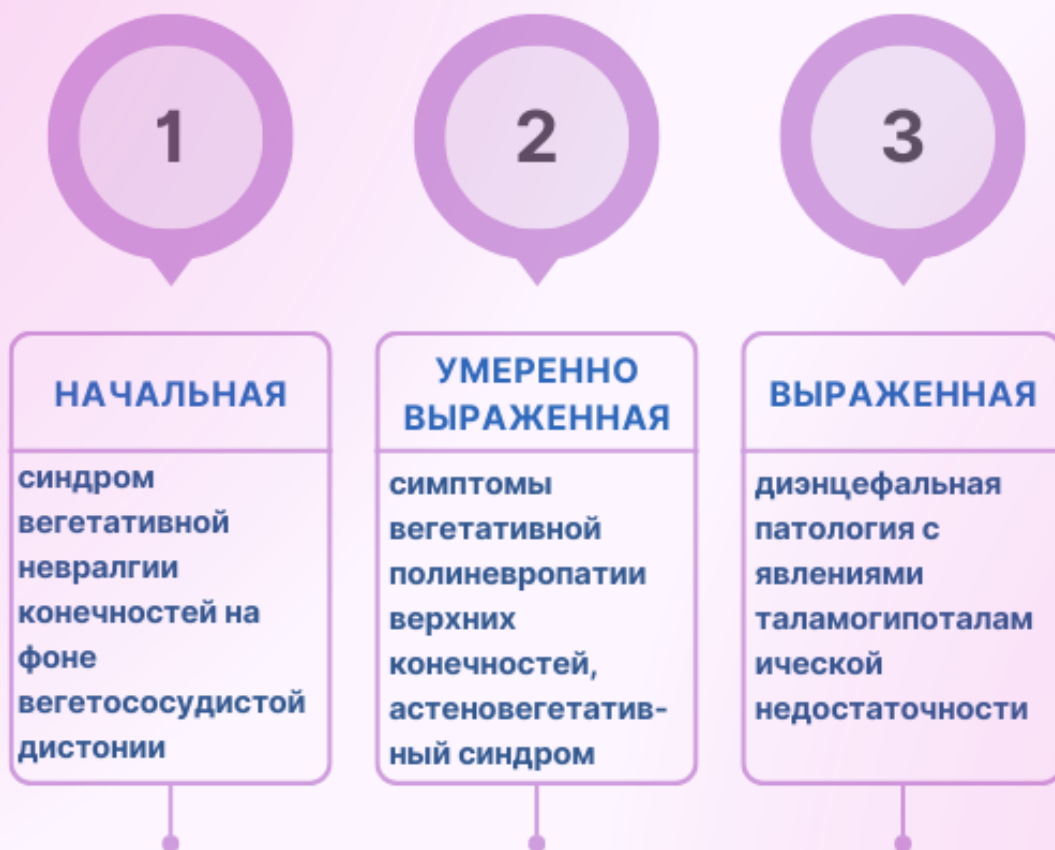 1
НАЧАЛЬНАЯ
синдром
вегетативной
невралгии
конечностей на
фоне
вегетососудистой
дистонии
2
УМЕРЕННО
ВЫРАЖЕННАЯ
симптомы
вегетативной
полиневропатии
верхних
конечностей,
астеновегетатив-
ный синдром
3
ВЫРАЖЕННАЯ
диэнцефальная
патология с
явлениями
таламогипоталам
ической
недостаточности